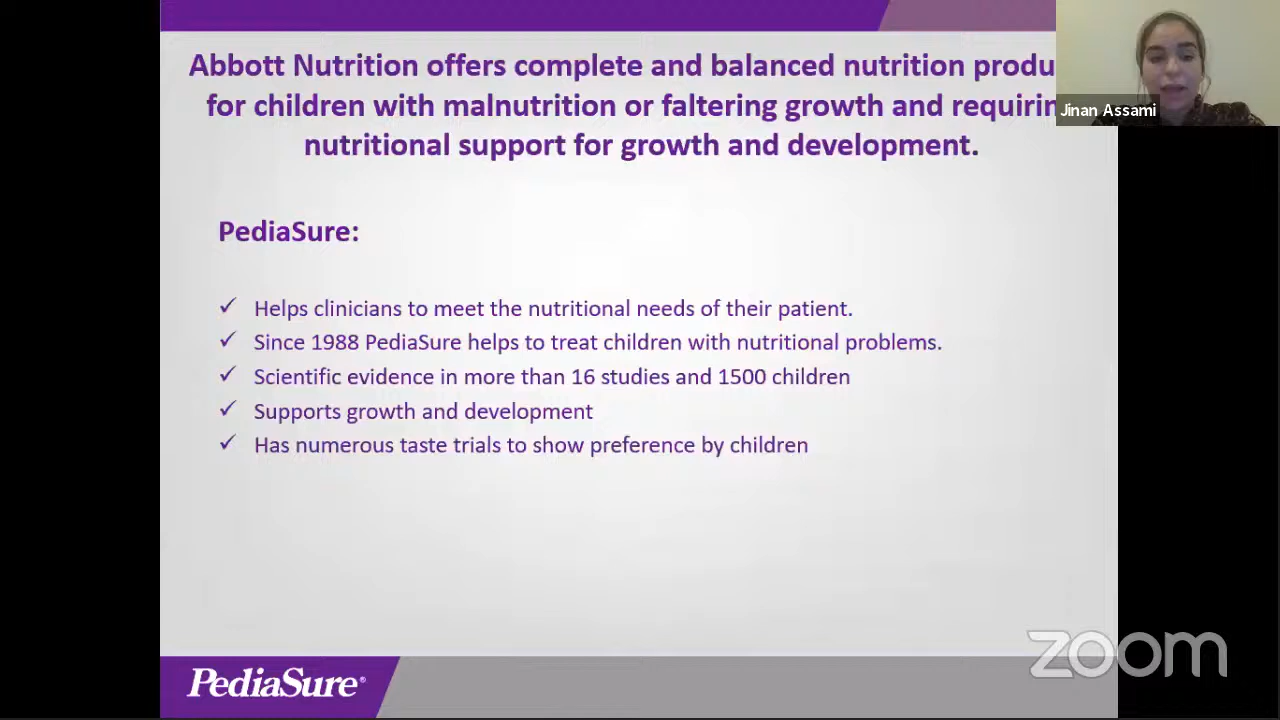 Abbott Nutrition offers complete and balanced nutrition produ
for children with malnutrition or faltering growth and requirin
nutritional support for growth and development.
Jinan Assami
PediaSure:
✓ Helps clinicians to meet the nutritional needs of their patient.
✓ Since 1988 PediaSure helps to treat children with nutritional problems.
✓ Scientific evidence in more than 16 studies and 1500 children
✓ Supports growth and development
✓ Has numerous taste trials to show preference by children
zoom
PediaSure®